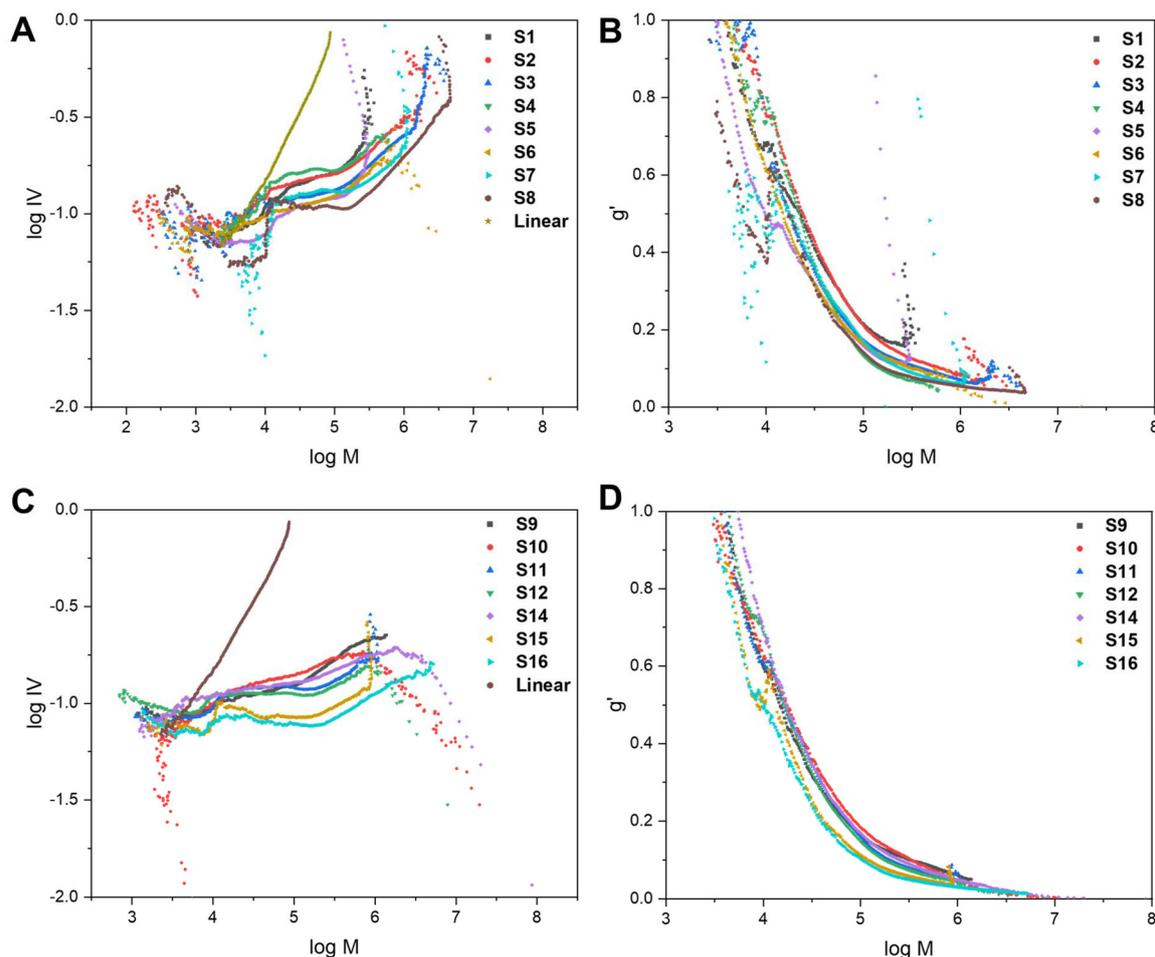 A
log IV
0.0
-0.5
-1.0
-1.5
-2.0
2 3 4 5 6 7 8
log M
S1
S2
S3
S4
S5
S6
S7
S8
Linear
B
g'
1.0
0.8
0.6
0.4
0.2
0.0
3 4 5 6 7 8
log M
S1
S2
S3
S4
S5
S6
S7
S8
C
log IV
0.0
-0.5
-1.0
-1.5
-2.0
3 4 5 6 7 8
log M
S9
S10
S11
S12
S14
S15
S16
Linear
D
g'
1.0
0.8
0.6
0.4
0.2
0.0
3 4 5 6 7 8
log M
S9
S10
S11
S12
S14
S15
S16